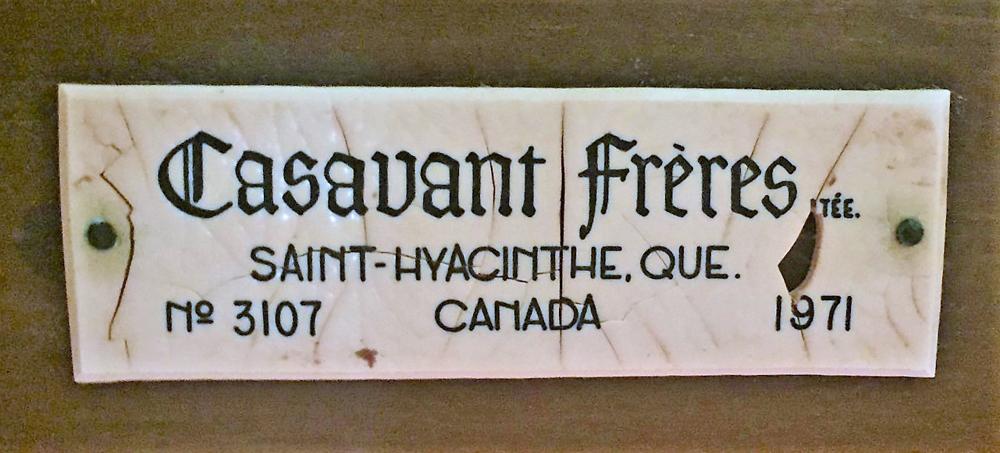 Casavant Frères LTÉE.
SAINT-HYACINTHE, QUE.
Nº 3107 CANADA 1971